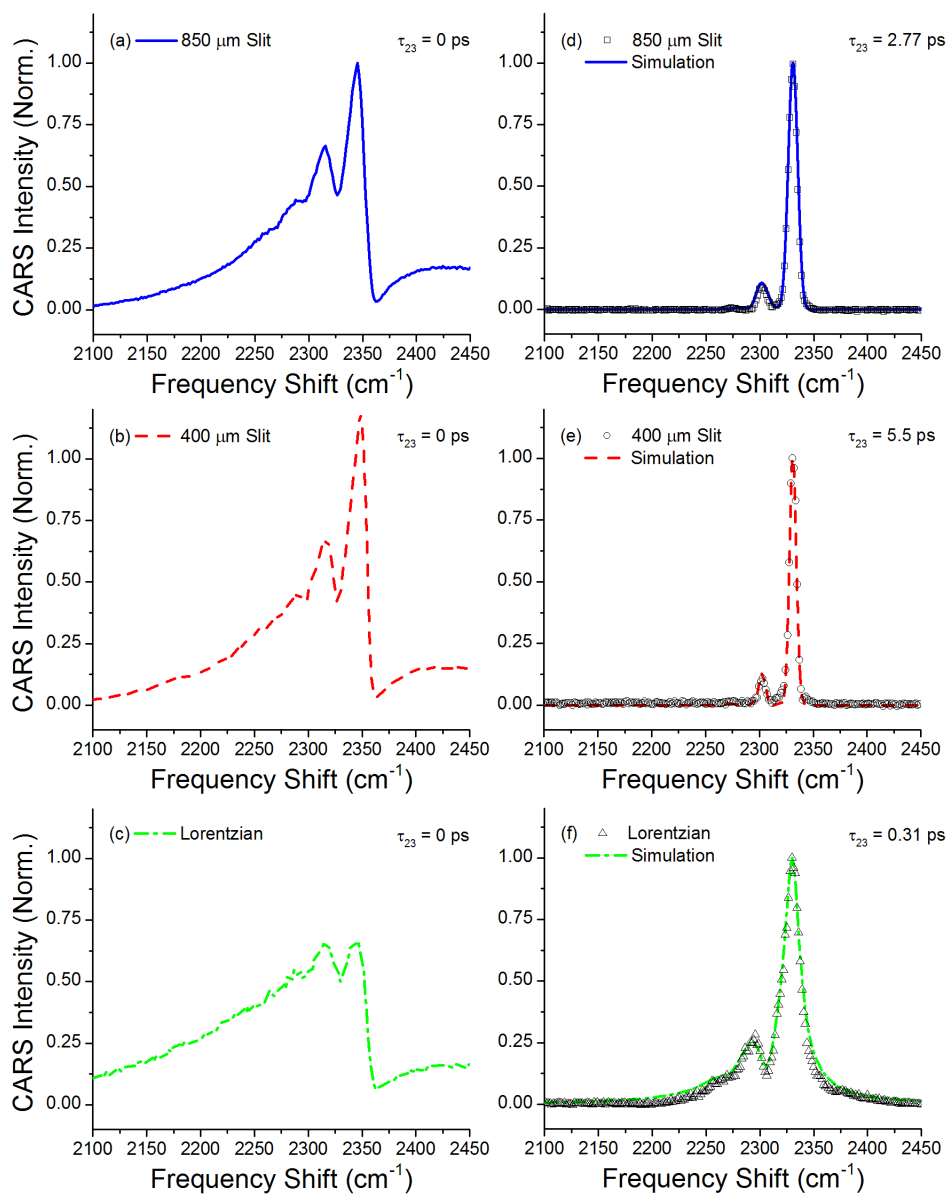 (a) 850 μm Slit τ23 = 0 ps
CARS Intensity (Norm.)
1.00
0.75
0.50
0.25
0.00
2100 2150 2200 2250 2300 2350 2400 2450
Frequency Shift (cm-1)
(d) 850 μm Slit τ23 = 2.77 ps
Simulation
1.00
0.75
0.50
0.25
0.00
2100 2150 2200 2250 2300 2350 2400 2450
Frequency Shift (cm-1)
(b) 400 μm Slit τ23 = 0 ps
CARS Intensity (Norm.)
1.00
0.75
0.50
0.25
0.00
2100 2150 2200 2250 2300 2350 2400 2450
Frequency Shift (cm-1)
(e) 400 μm Slit τ23 = 5.5 ps
Simulation
1.00
0.75
0.50
0.25
0.00
2100 2150 2200 2250 2300 2350 2400 2450
Frequency Shift (cm-1)
(c) Lorentzian τ23 = 0 ps
CARS Intensity (Norm.)
1.00
0.75
0.50
0.25
0.00
2100 2150 2200 2250 2300 2350 2400 2450
Frequency Shift (cm-1)
(f) Lorentzian τ23 = 0.31 ps
Simulation
1.00
0.75
0.50
0.25
0.00
2100 2150 2200 2250 2300 2350 2400 2450
Frequency Shift (cm-1)